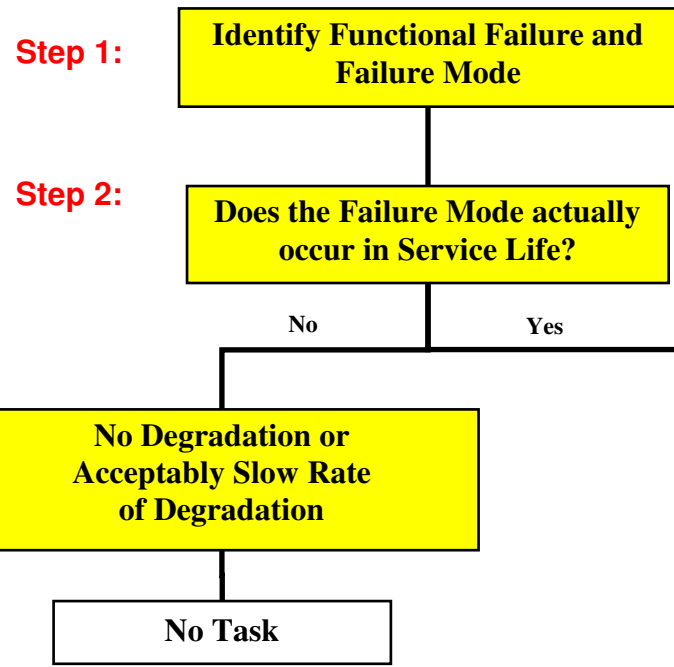 Step 1:
Identify Functional Failure and
Failure Mode
Step 2:
Does the Failure Mode actually
occur in Service Life?
No
Yes
No Degradation or
Acceptably Slow Rate
of Degradation
No Task